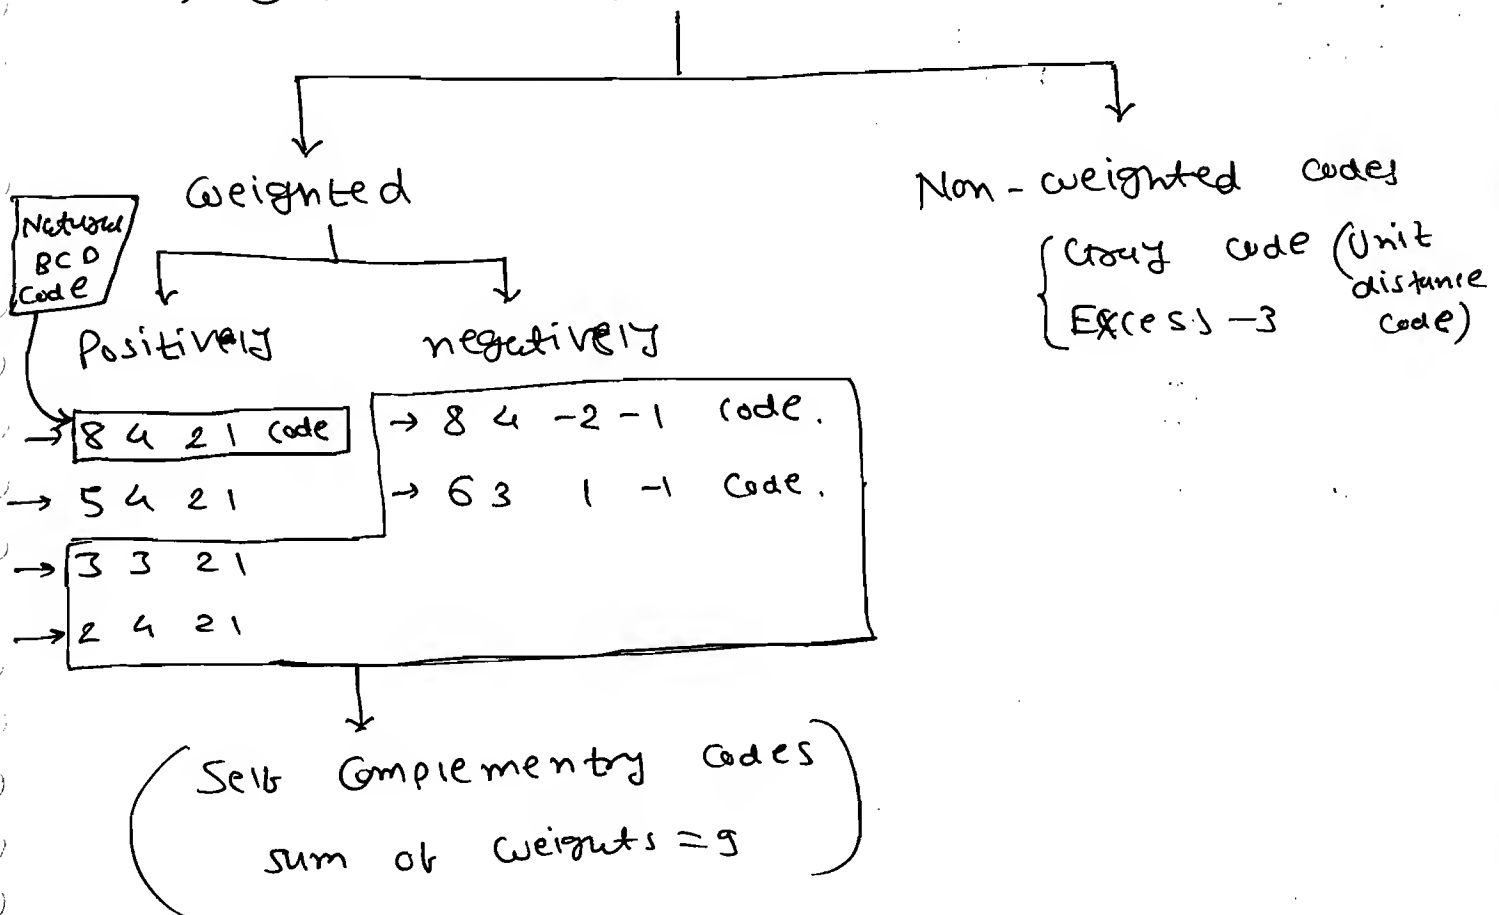 Weighted
Non-weighted codes
Natural
BCD
Code
Gray code (Unit
distance
code)
Excess-3
Positively
negatively
→ 8 4 2 1 code
→ 8 4 -2 -1 code.
→ 5 4 2 1
→ 6 3 1 -1 code.
→ 3 3 2 1
→ 2 4 2 1
(Self Complementry Codes)
sum of weights = 9